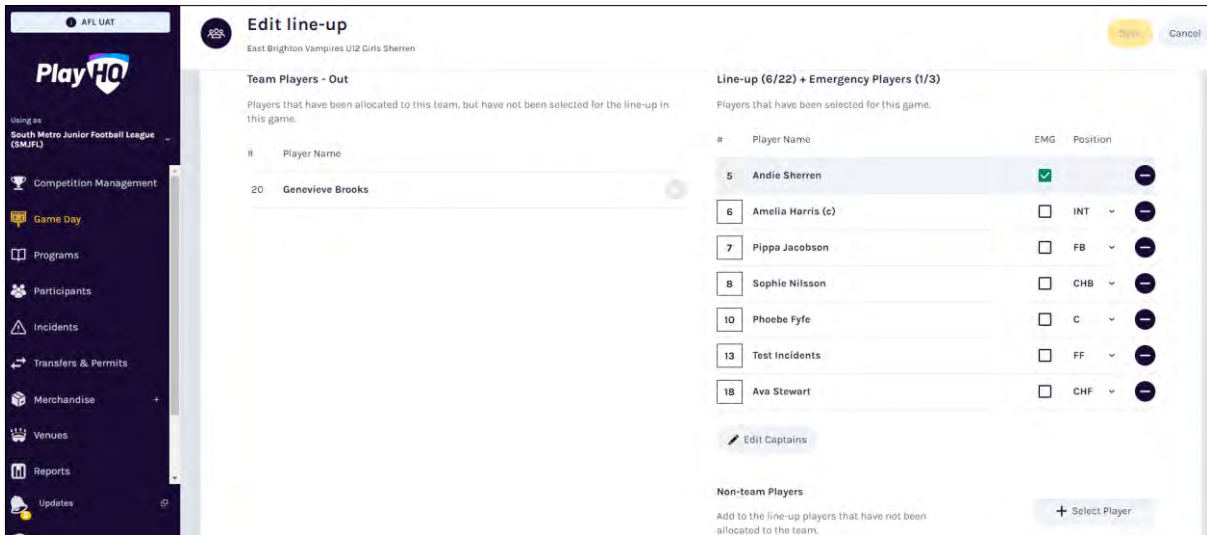 AFL UAT
PlayHQ
Using as
South Metro Junior Football League
(SMJFL)
Competition Management
Game Day
Programs
Participants
Incidents
Transfers & Permits
Merchandise +
Venues
Reports
Updates
Edit line-up
East Brighton Vampires U12 Girls Sherren
Save Cancel
Team Players - Out
Players that have been allocated to this team, but have not been selected for the line-up in
this game.
# Player Name
20 Genevieve Brooks
Line-up (6/22) + Emergency Players (1/3)
Players that have been selected for this game.
# Player Name EMG Position
5 Andie Sherren
6 Amelia Harris (c) INT
7 Pippa Jacobson FB
8 Sophie Nilsson CHB
10 Phoebe Fyfe C
13 Test Incidents FF
18 Ava Stewart CHF
Edit Captains
Non-team Players
Add to the line-up players that have not been
allocated to the team.
+ Select Player